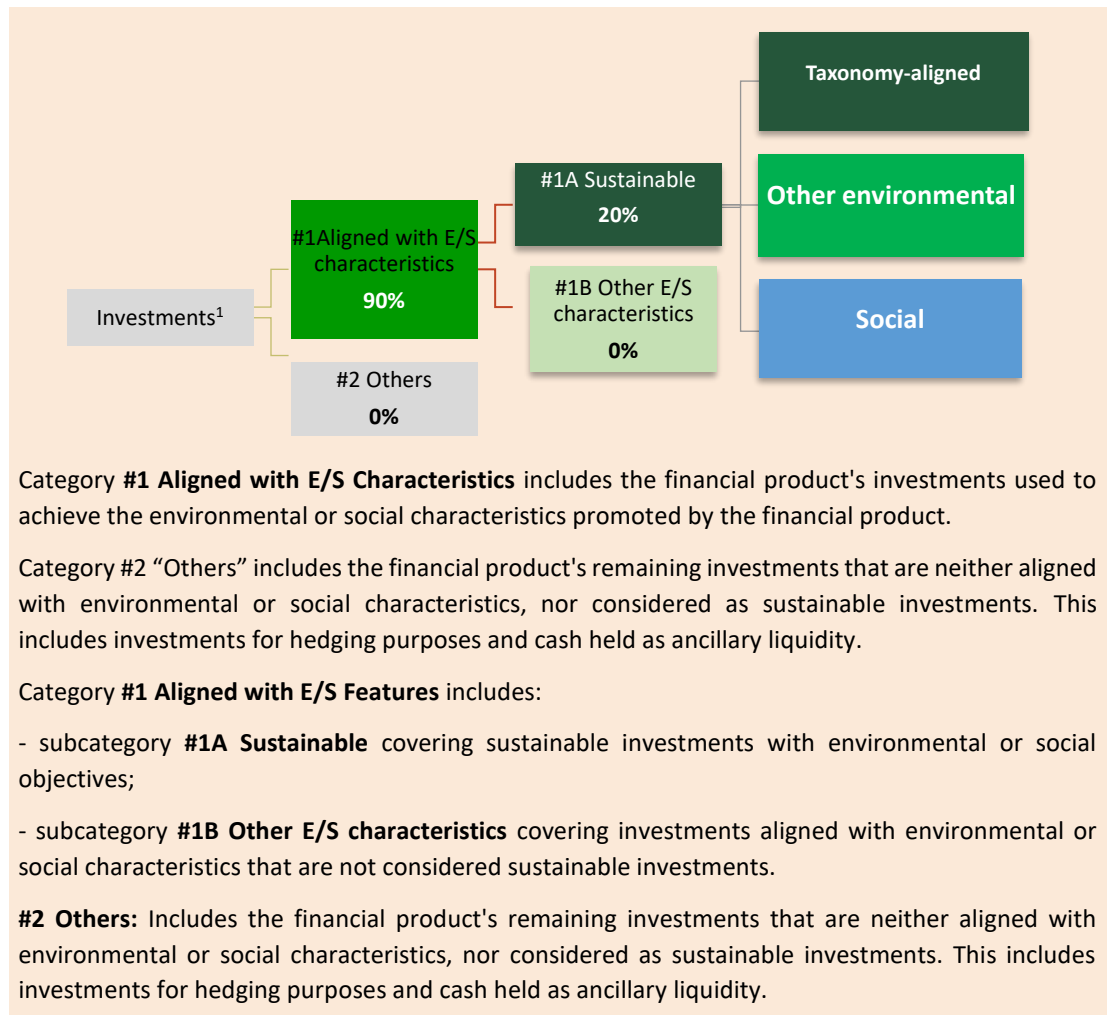 Taxonomy-aligned
#1A Sustainable
20%
Other environmental
#1Aligned with E/S
characteristics
90%
#1B Other E/S
characteristics
0%
Investments1
Social
#2 Others
0%
Category #1 Aligned with E/S Characteristics includes the financial product's investments used to
achieve the environmental or social characteristics promoted by the financial product.
Category #2 “Others” includes the financial product's remaining investments that are neither aligned
with environmental or social characteristics, nor considered as sustainable investments. This
includes investments for hedging purposes and cash held as ancillary liquidity.
Category #1 Aligned with E/S Features includes:
- subcategory #1A Sustainable covering sustainable investments with environmental or social
objectives;
- subcategory #1B Other E/S characteristics covering investments aligned with environmental or
social characteristics that are not considered sustainable investments.
#2 Others: Includes the financial product's remaining investments that are neither aligned with
environmental or social characteristics, nor considered as sustainable investments. This includes
investments for hedging purposes and cash held as ancillary liquidity.